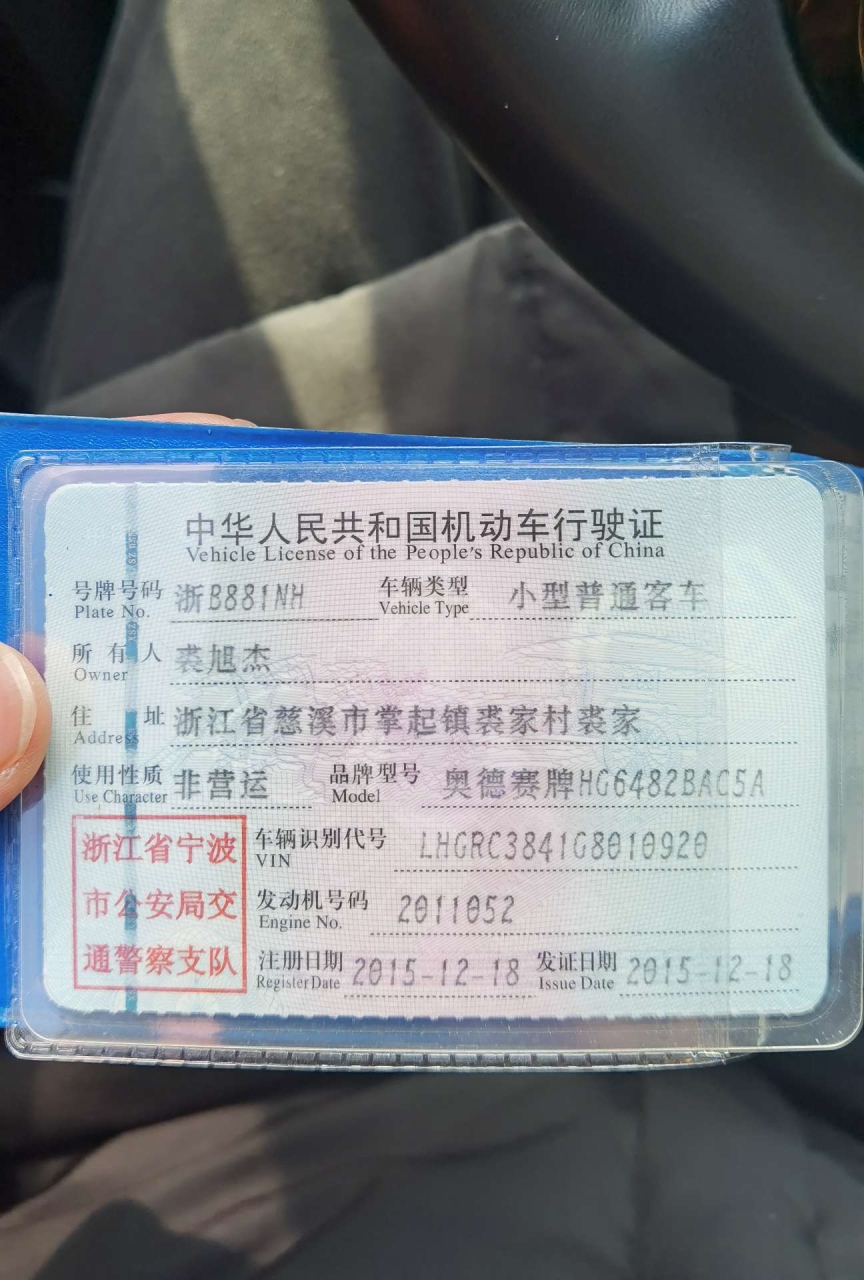 中华人民共和国机动车行驶证
Vehicle License of the People's Republic of China
号牌号码 浙B881NH 车辆类型 小型普通客车
Plate No. Vehicle Type
所有人 裘旭杰
Owner
住址 浙江省慈溪市掌起镇裘家村裘家
Address
使用性质 非营运 品牌型号 奥德赛牌HG6482BAC5A
Use Character Model
浙江省宁波
市公安局交
通警察支队
车辆识别代号 LHGRC3841G8010920
VIN
发动机号码 2011052
Engine No.
注册日期 2015-12-18 发证日期 2015-12-18
Register Date Issue Date